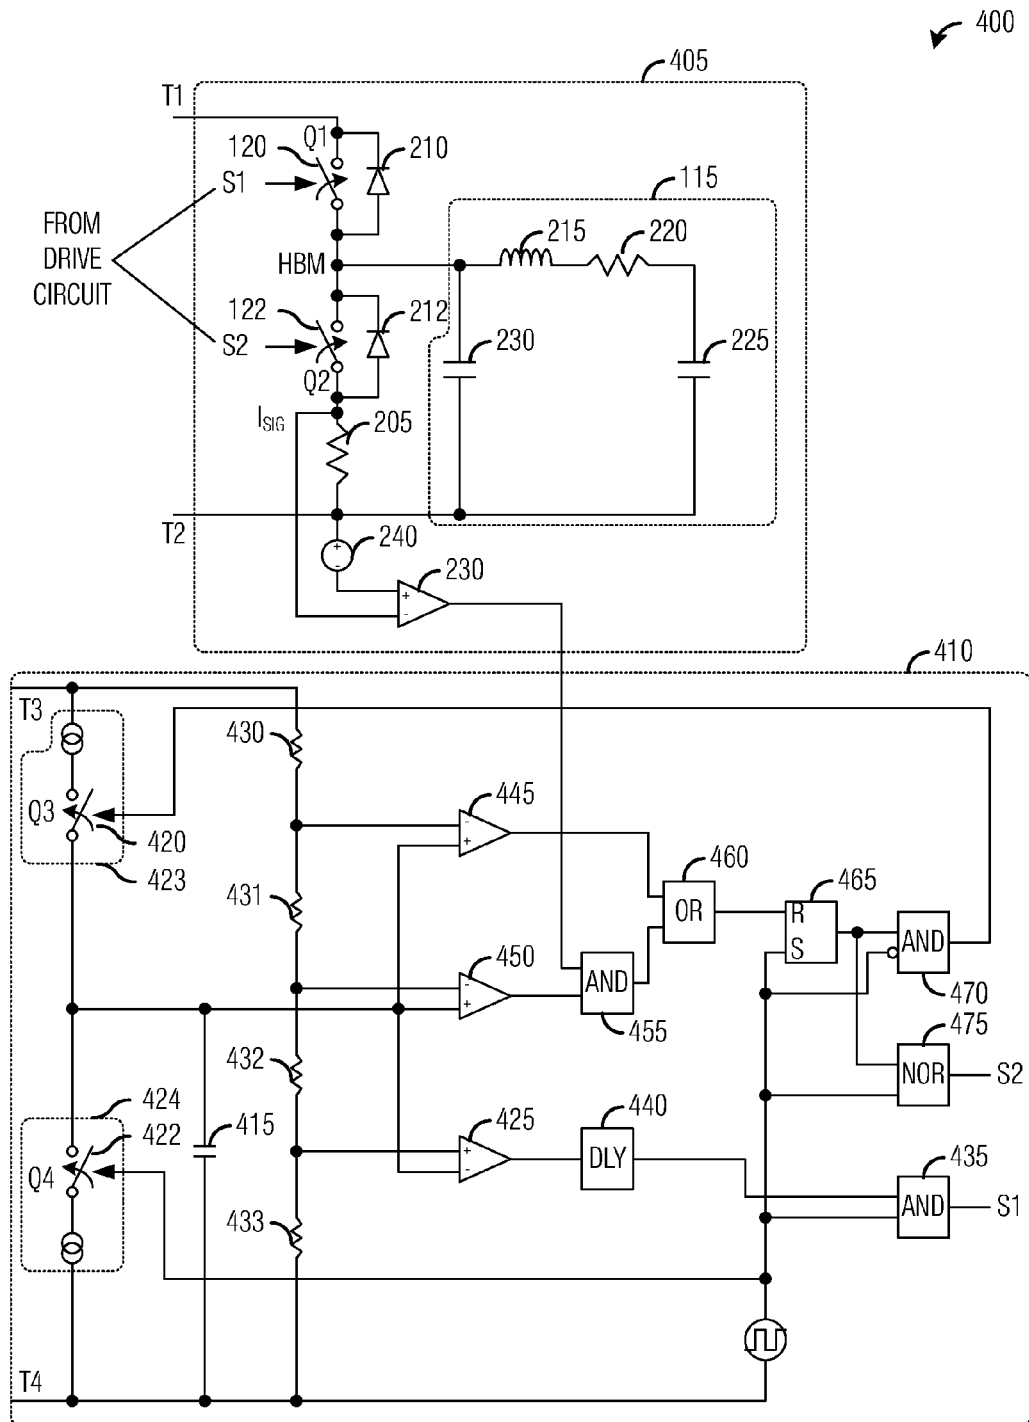 400
405
T1
Q1
120
210
S1
115
FROM
DRIVE
CIRCUIT
215
220
HBM
122
212
S2
230
225
Q2
ISIG
205
T2
240
+
-
230
+
-
410
T3
430
Q3
445
-
+
420
460
423
465
OR
R
S
AND
431
450
-
+
AND
470
455
475
432
NOR
S2
424
440
422
415
425
+
-
DLY
435
Q4
AND
S1
433
T4